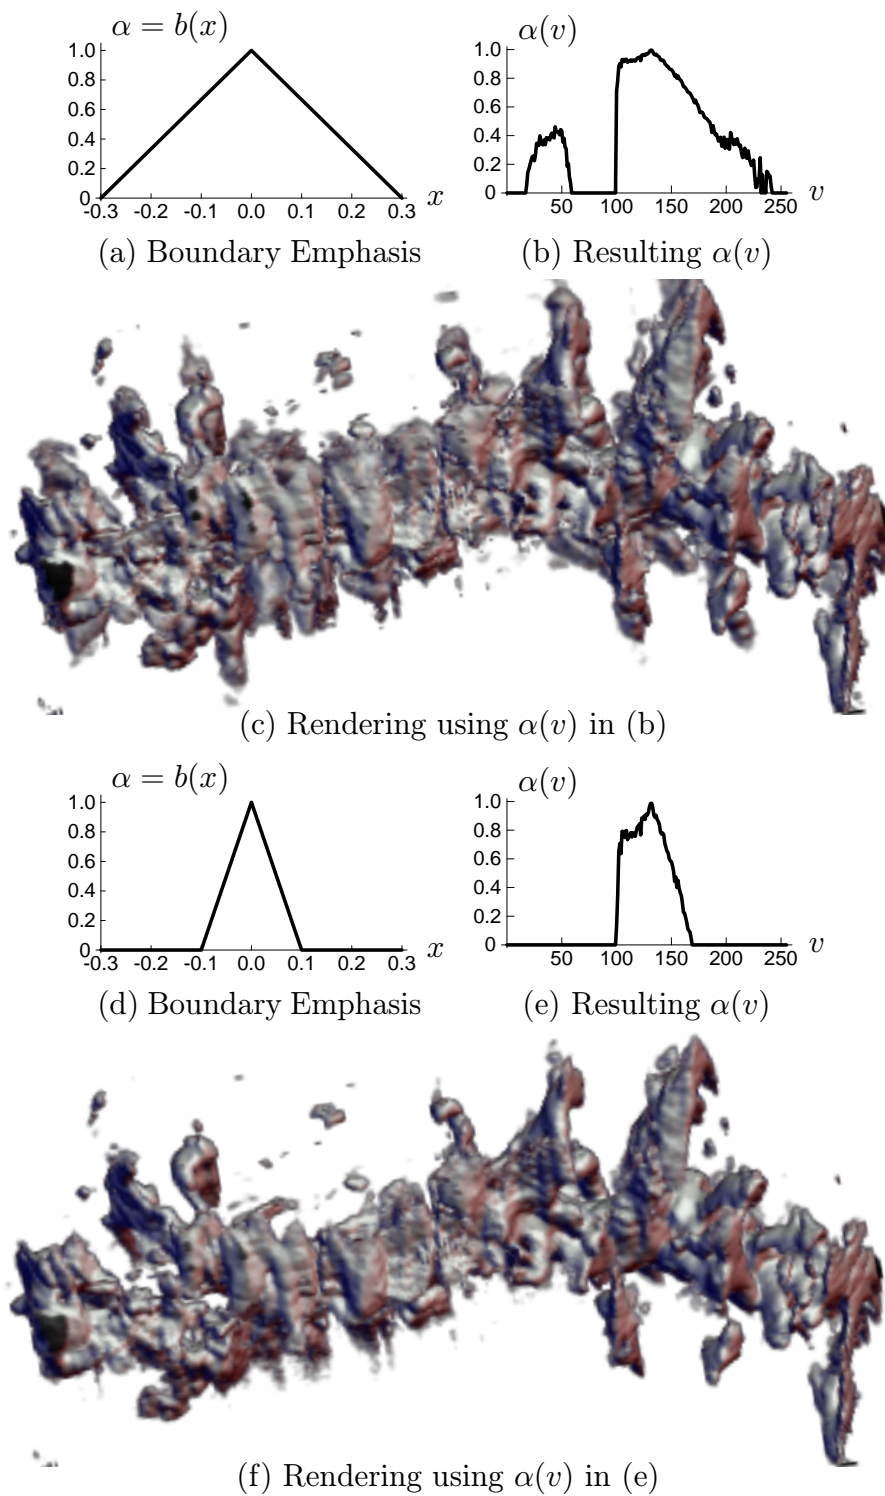 α = b(x)
α(v)
1.0
0.8
0.6
0.4
0.2
0
-0.3 -0.2 -0.1 0.0 0.1 0.2 0.3 x
1.0
0.8
0.6
0.4
0.2
0
50 100 150 200 250 v
(a) Boundary Emphasis
(b) Resulting α(v)
(c) Rendering using α(v) in (b)
α = b(x)
α(v)
1.0
0.8
0.6
0.4
0.2
0
-0.3 -0.2 -0.1 0.0 0.1 0.2 0.3 x
1.0
0.8
0.6
0.4
0.2
0
50 100 150 200 250 v
(d) Boundary Emphasis
(e) Resulting α(v)
(f) Rendering using α(v) in (e)